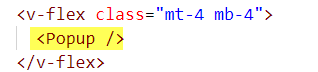 <v-flex class="mt-4 mb-4">
<Popup />
</v-flex>